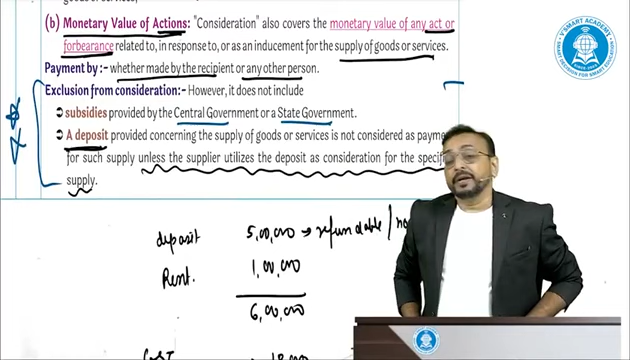 goods or services;
(b) Monetary Value of Actions: "Consideration" also covers the monetary value of any act or
forbearance related to, in response to, or as an inducement for the supply of goods or services.
Payment by:- whether made by the recipient or any other person.
Exclusion from consideration:- However, it does not include
➲ subsidies provided by the Central Government or a State Government.
➲ A deposit provided concerning the supply of goods or services is not considered as
for such supply unless the supplier utilizes the deposit as consideration for the
supply.
deposit 5,00,000 → refundable /
Rent. 1,00,000
6,00,000
V'SMART ACADEMY